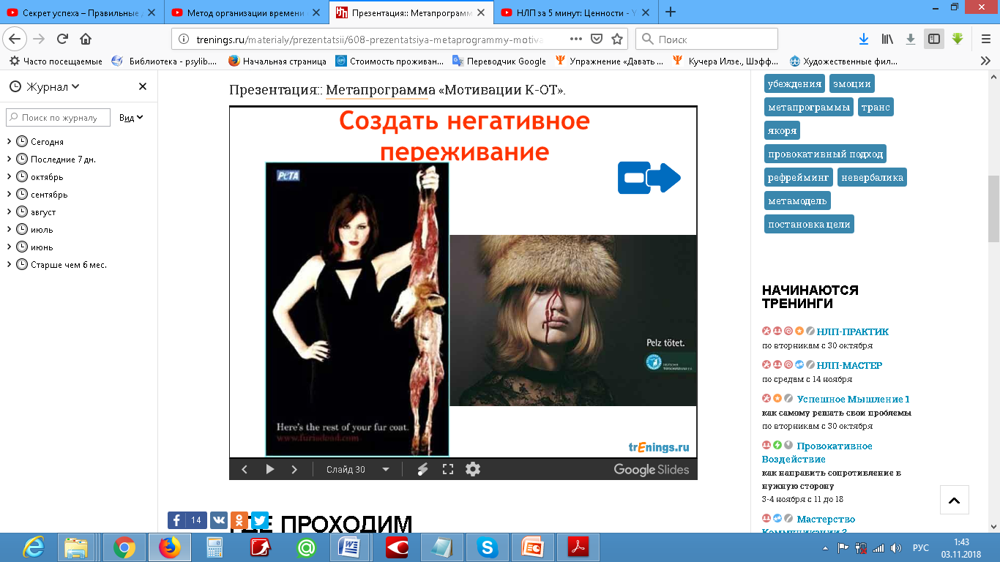 Секрет успеха – Правильные
Метод организации времени
Презентация:: Метапрограмм
НЛП за 5 минут: Ценности - Y
trenings.ru/materialy/prezentatsii/608-prezentatsiya-metaprogrammy-motiva
Поиск
Часто посещаемые
Библиотека - psylib....
Начальная страница
Стоимость прожиган...
Переводчик Google
Упражнение «Давать ...
Кучера Илзе., Шэфф...
Художественные фил...
Журнал
Поиск по журналу
Вид
Сегодня
Последние 7 дн.
октябрь
сентябрь
август
июль
июнь
Старше чем 6 мес.
Презентация:: Метапрограмма «Мотивации К-ОТ».
Создать негативное
переживание
PETA
Here's the rest of your fur coat.
www.furisdead.com
Pelz tötet.
trEnings.ru
Слайд 30
Google Slides
14
ГДЕ ПРОХОДИМ
убеждения
эмоции
метапрограммы
транс
якоря
провокативный подход
рефрейминг
невербалика
метамодель
постановка цели
НАЧИНАЮТСЯ
ТРЕНИНГИ
НЛП-ПРАКТИК
по вторникам с 30 октября
НЛП-МАСТЕР
по средам с 14 ноября
Успешное Мышление 1
как самому решать свои проблемы
по вторникам с 30 октября
Провокативное
Воздействие
как направить сопротивление в
нужную сторону
3-4 ноября с 11 до 18
Мастерство
Коммуникации 3
РУС
1:43
03.11.2018